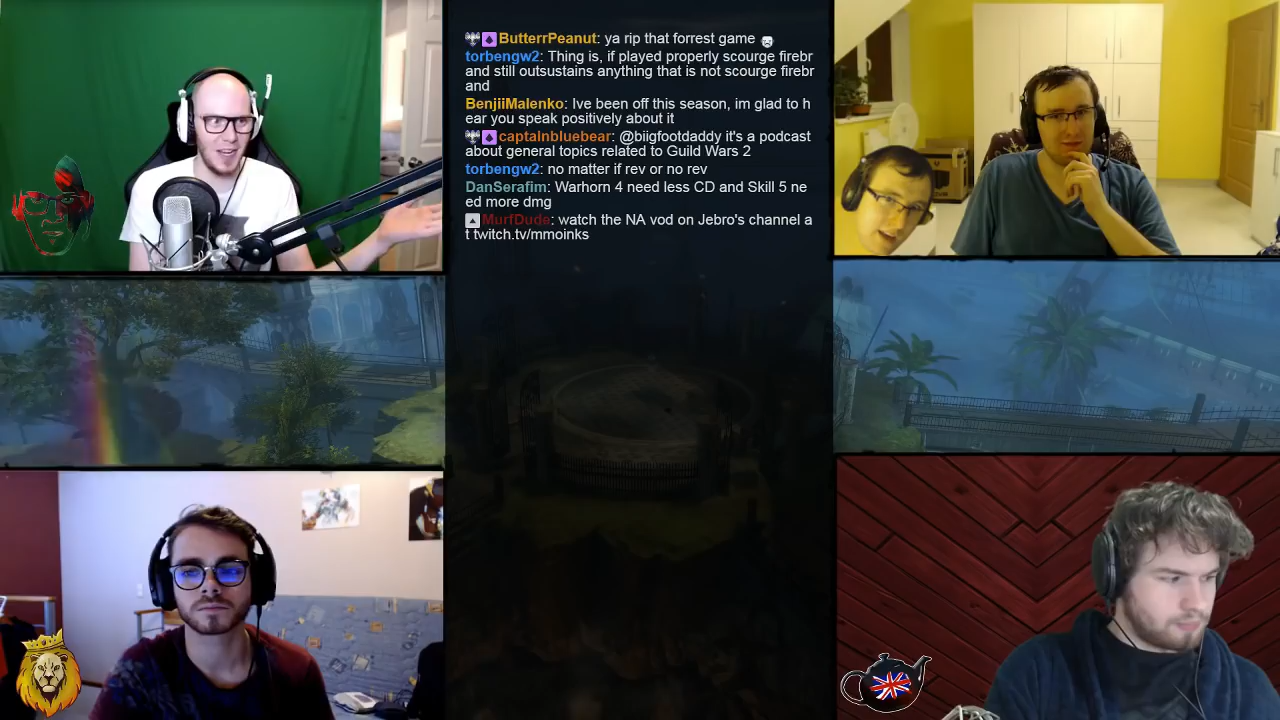 ButterrPeanut: ya rip that forrest game
torbengw2: Thing is, if played properly scourge firebr
and still outsustains anything that is not scourge firebr
and
BenjiiMalenko: Ive been off this season, im glad to h
ear you speak positively about it
captainbluebear: @biigfootdaddy it's a podcast
about general topics related to Guild Wars 2
torbengw2: no matter if rev or no rev
DanSerafim: Warhorn 4 need less CD and Skill 5 ne
ed more dmg
MurfDude: watch the NA vod on Jebro's channel a
t twitch.tv/mmoinks